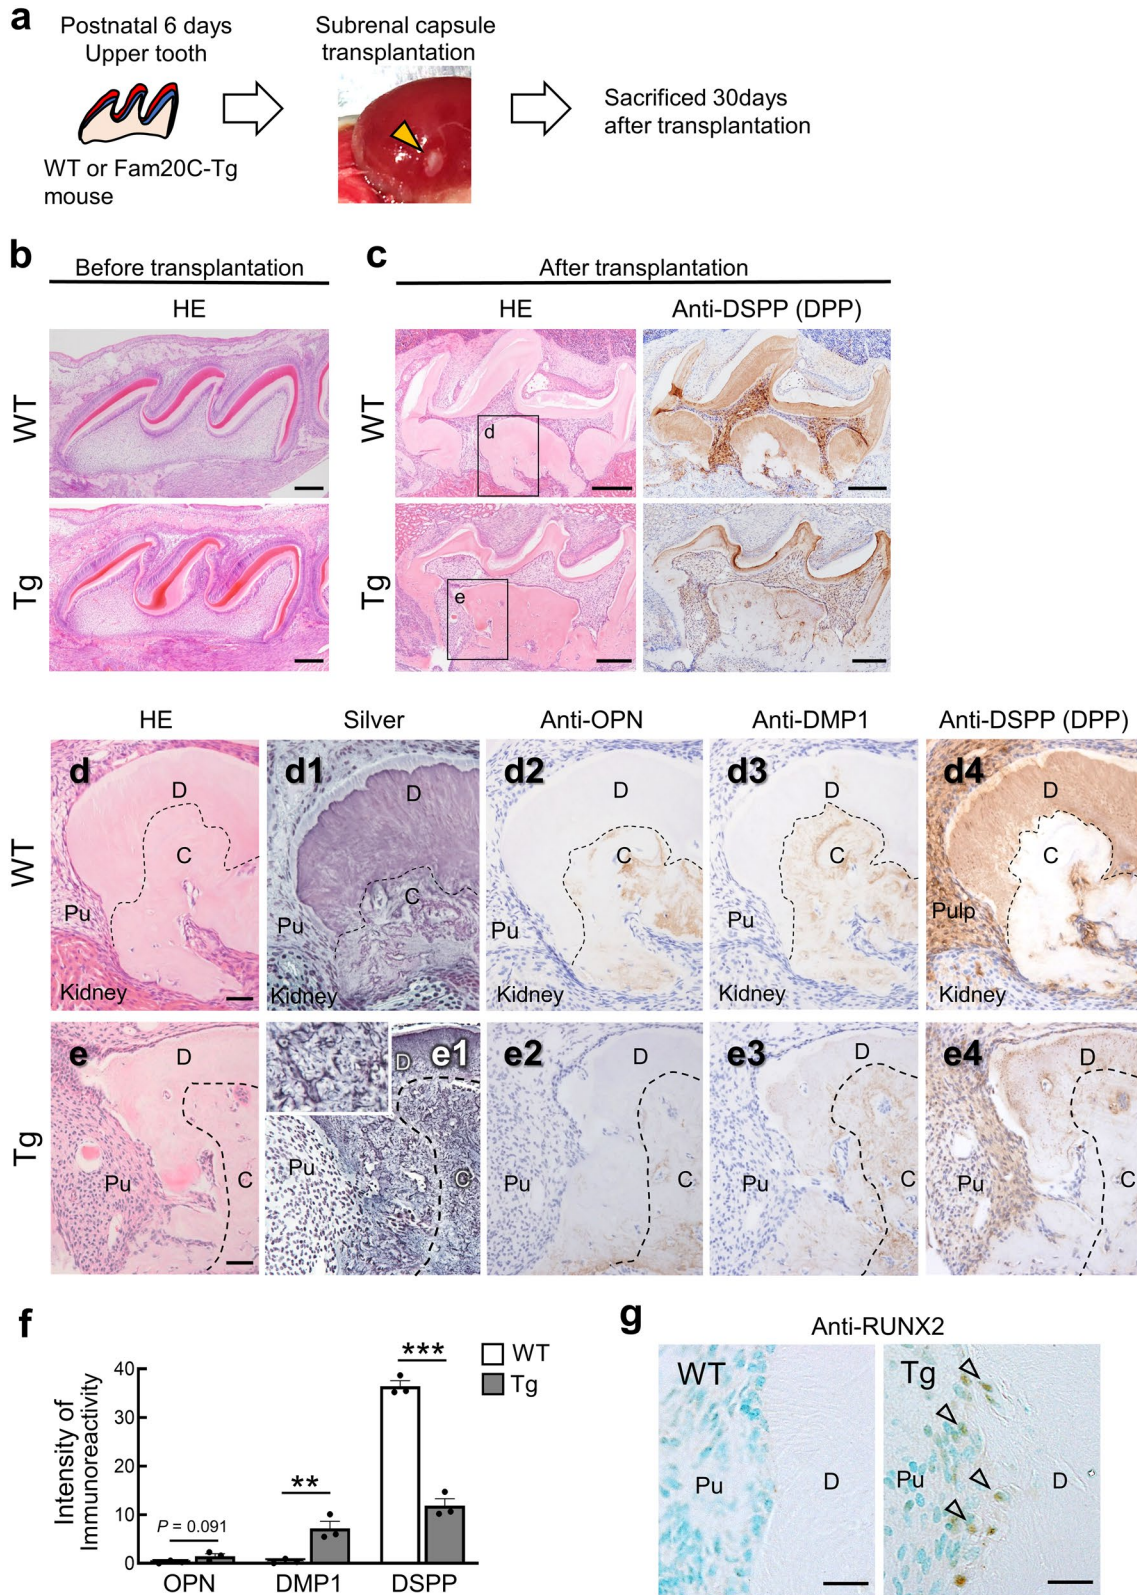 a
Postnatal 6 days
Upper tooth
WT or Fam20C-Tg
mouse
Subrenal capsule
transplantation
Sacrificed 30days
after transplantation
b
Before transplantation
HE
c
After transplantation
HE
Anti-DSPP (DPP)
WT
d
WT
Tg
e
Tg
HE
Silver
Anti-OPN
Anti-DMP1
Anti-DSPP (DPP)
WT
d
D
C
Pu
Kidney
d1
D
C
Pu
Kidney
d2
D
C
Pu
d3
D
C
Pu
d4
D
C
Pulp
Tg
e
D
Pu
C
e1
D
Pu
C
e2
D
Pu
C
e3
D
Pu
C
e4
D
Pu
C
f
Intensity of
Immunoreactivity
40
30
20
10
0
P = 0.091
**
***
WT
Tg
OPN
DMP1
DSPP
g
Anti-RUNX2
WT
Pu
D
Tg
Pu
D